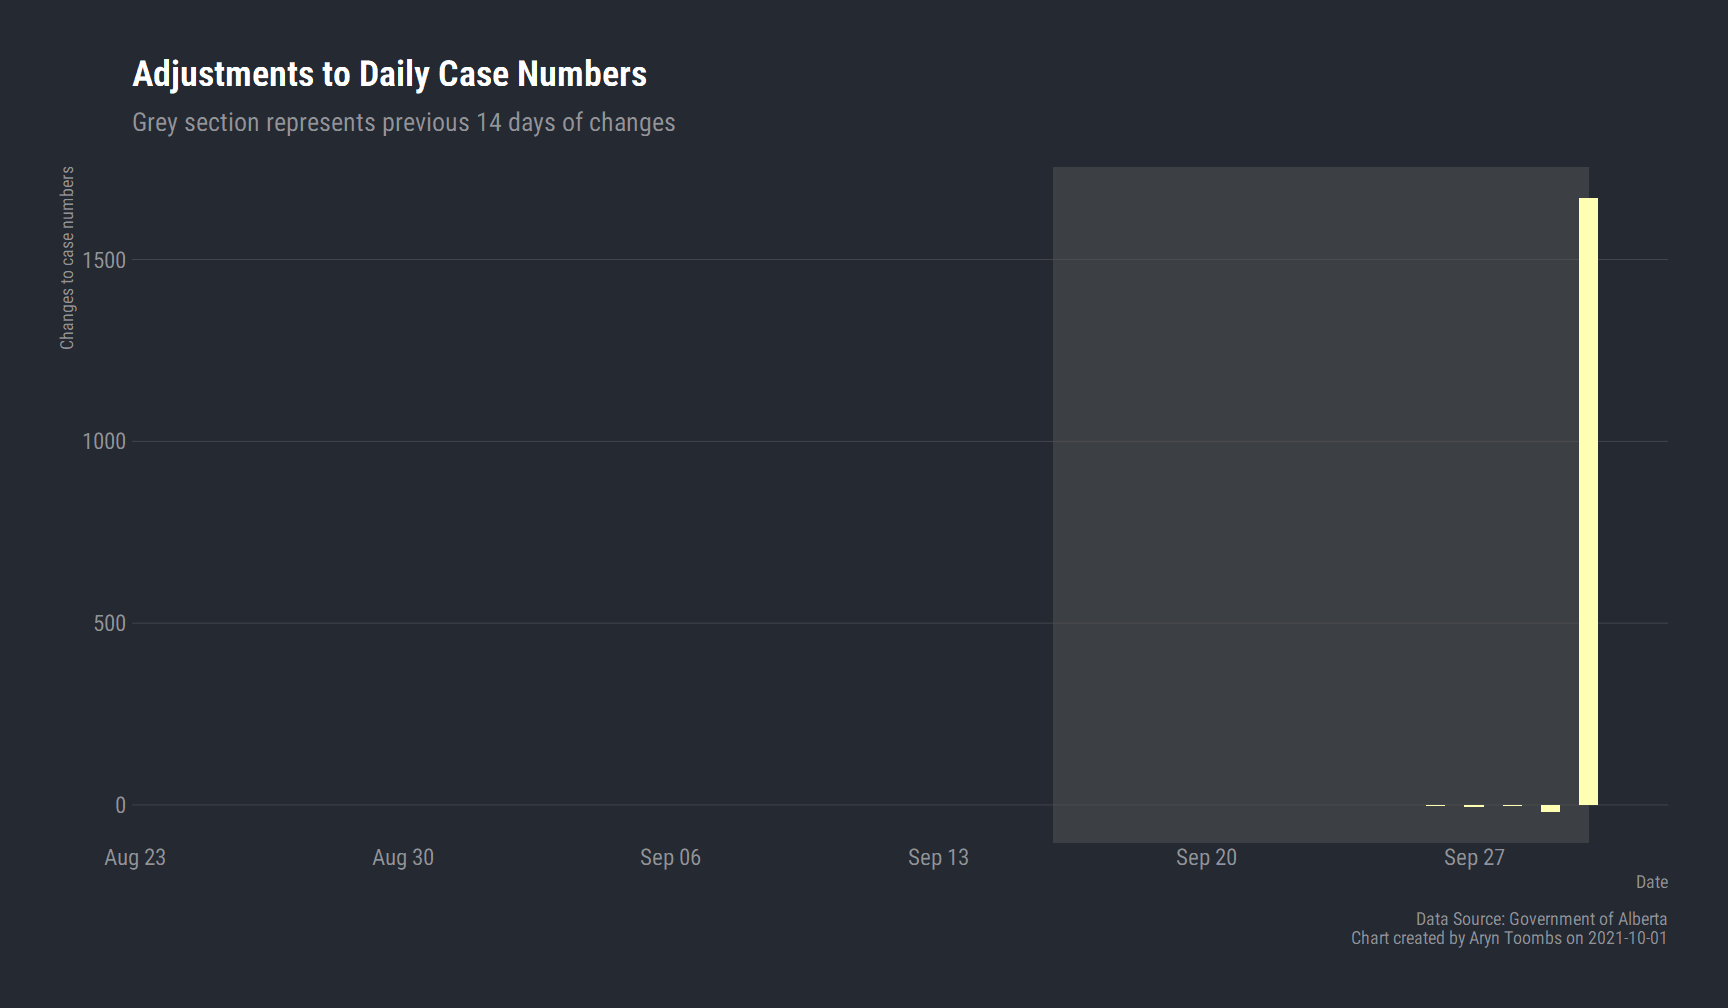 Adjustments to Daily Case Numbers
Grey section represents previous 14 days of changes
Changes to case numbers
1500
1000
500
0
Aug 23
Aug 30
Sep 06
Sep 13
Sep 20
Sep 27
Date
Data Source: Government of Alberta
Chart created by Aryn Toombs on 2021-10-01